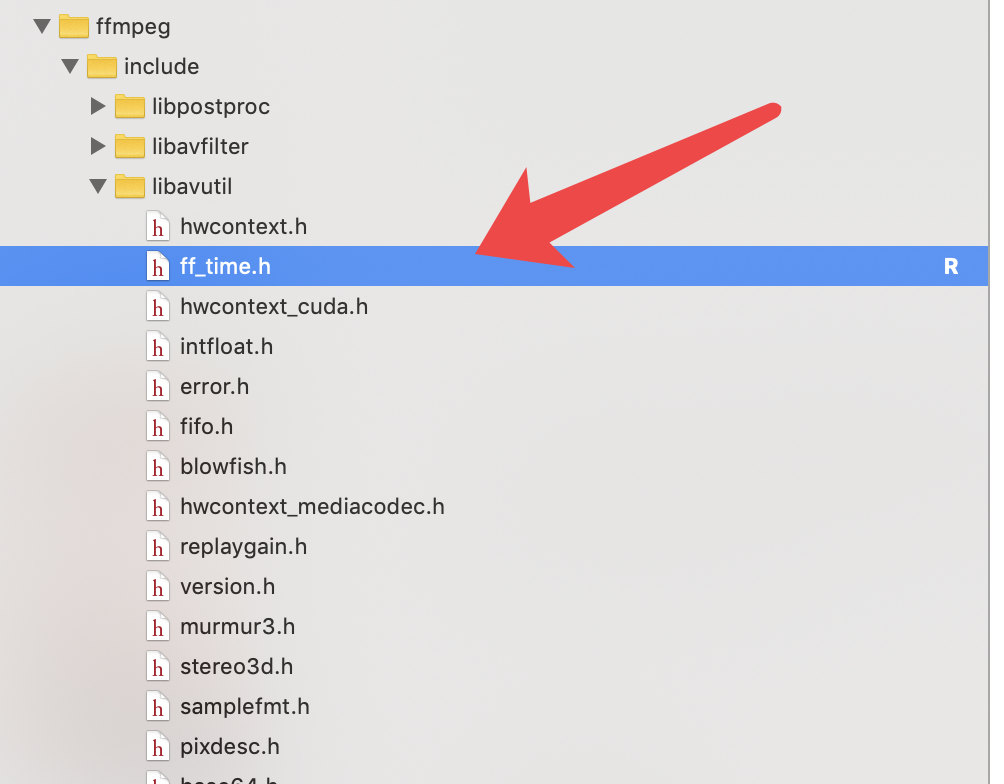 ffmpeg
include
libpostproc
libavfilter
libavutil
h hwcontext.h
h ff_time.h R
h hwcontext_cuda.h
h intfloat.h
h error.h
h fifo.h
h blowfish.h
h hwcontext_mediacodec.h
h replaygain.h
h version.h
h murmur3.h
h stereo3d.h
h samplefmt.h
h pixdesc.h